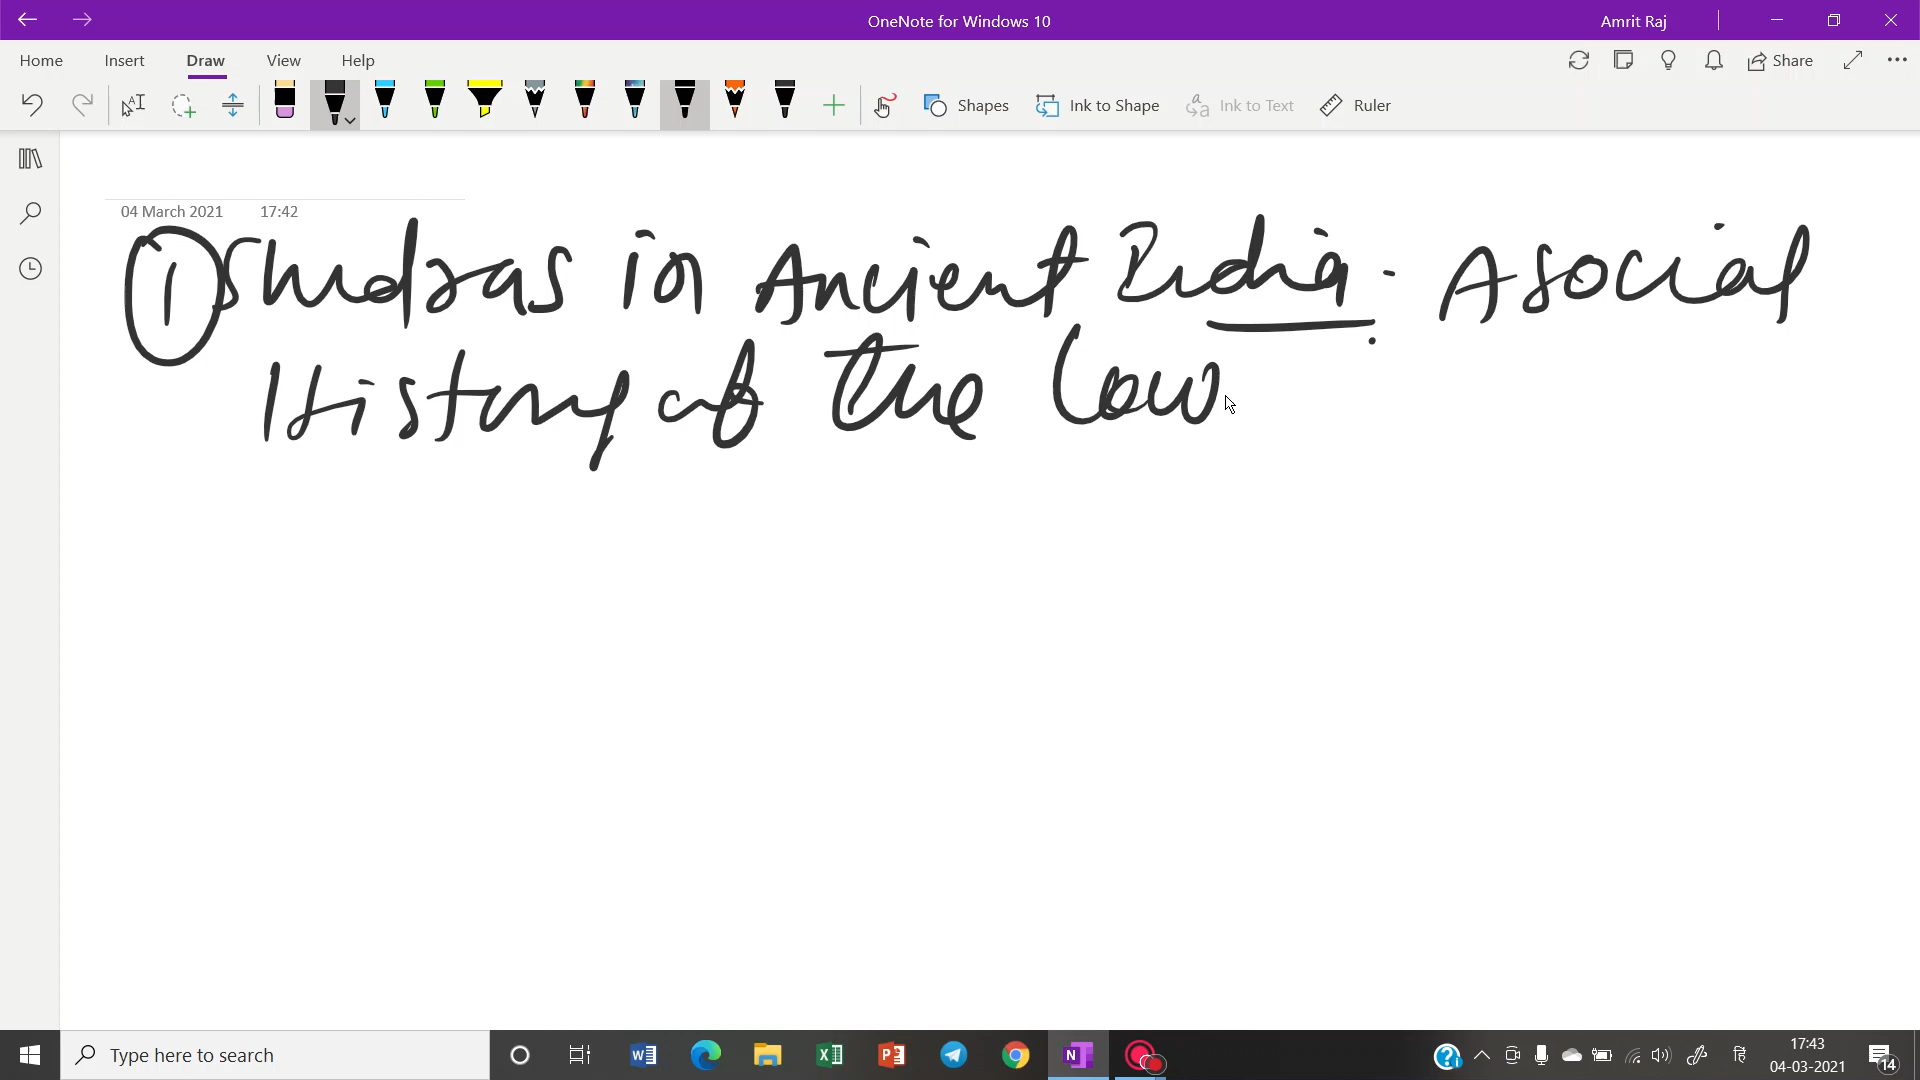 OneNote for Windows 10
Amrit Raj
Home Insert Draw View Help
Share
Shapes Ink to Shape Ink to Text Ruler
04 March 2021 17:42
① Shudras in Ancient India. A social
History of the Low
Type here to search
हि
17:43
04-03-2021
14